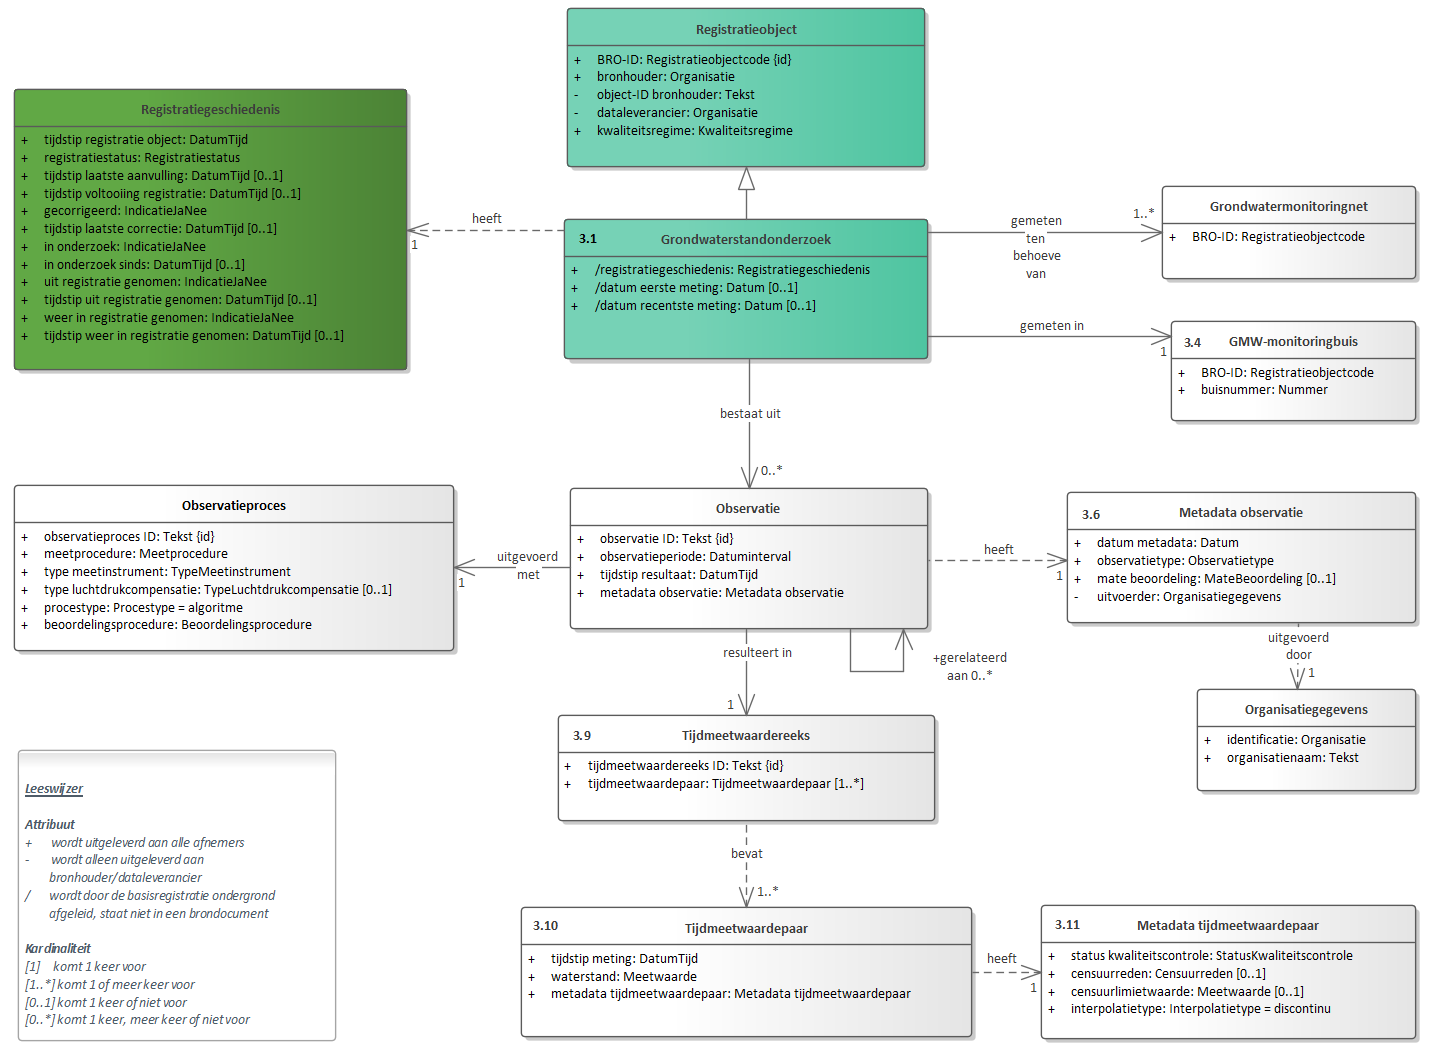 Registratieobject
+ BRO-ID: Registratieobjectcode {id}
+ bronhouder: Organisatie
- object-ID bronhouder: Tekst
- dataleverancier: Organisatie
+ kwaliteitsregime: Kwaliteitsregime
Registratiegeschiedenis
+ tijdstip registratie object: DatumTijd
+ registratiestatus: Registratiestatus
+ tijdstip laatste aanvulling: DatumTijd [0..1]
+ tijdstip voltooiing registratie: DatumTijd [0..1]
+ gecorrigeerd: IndicatieJaNee
+ tijdstip laatste correctie: DatumTijd [0..1]
+ in onderzoek: IndicatieJaNee
+ in onderzoek sinds: DatumTijd [0..1]
+ uit registratie genomen: IndicatieJaNee
+ tijdstip uit registratie genomen: DatumTijd [0..1]
+ weer in registratie genomen: IndicatieJaNee
+ tijdstip weer in registratie genomen: DatumTijd [0..1]
heeft
1
3.1 Grondwaterstandonderzoek
+ /registratiegeschiedenis: Registratiegeschiedenis
+ /datum eerste meting: Datum [0..1]
+ /datum recentste meting: Datum [0..1]
gemeten
ten
behoeve
van
1..*
Grondwatermonitoringnet
+ BRO-ID: Registratieobjectcode
gemeten in
1
3.4 GMW-monitoringbuis
+ BRO-ID: Registratieobjectcode
+ buisnummer: Nummer
bestaat uit
0..*
Observatieproces
+ observatieproces ID: Tekst {id}
+ meetprocedure: Meetprocedure
+ type meetinstrument: TypeMeetinstrument
+ type luchtdrukcompensatie: TypeLuchtdrukcompensatie [0..1]
+ procestype: Procestype = algoritme
+ beoordelingsprocedure: Beoordelingsprocedure
uitgevoerd
met
1
Observatie
+ observatie ID: Tekst {id}
+ observatieperiode: Datuminterval
+ tijdstip resultaat: DatumTijd
+ metadata observatie: Metadata observatie
heeft
1
3.6 Metadata observatie
+ datum metadata: Datum
+ observatietype: Observatietype
+ mate beoordeling: MateBeoordeling [0..1]
- uitvoerder: Organisatiegegevens
resulteert in
1
+gerelateerd
aan 0..*
uitgevoerd
door
1
Organisatiegegevens
+ identificatie: Organisatie
+ organisatienaam: Tekst
3.9 Tijdmeetwaardereeks
+ tijdmeetwaardereeks ID: Tekst {id}
+ tijdmeetwaardepaar: Tijdmeetwaardepaar [1..*]
bevat
1..*
Leeswijzer
Attribuut
+ wordt uitgeleverd aan alle afnemers
- wordt alleen uitgeleverd aan
bronhouder/dataleverancier
/ wordt door de basisregistratie ondergrond
afgeleid, staat niet in een brondocument
Kardinaliteit
[1] komt 1 keer voor
[1..*] komt 1 of meer keer voor
[0..1] komt 1 keer of niet voor
[0..*] komt 1 keer, meer keer of niet voor
3.10 Tijdmeetwaardepaar
+ tijdstip meting: DatumTijd
+ waterstand: Meetwaarde
+ metadata tijdmeetwaardepaar: Metadata tijdmeetwaardepaar
heeft
1
3.11 Metadata tijdmeetwaardepaar
+ status kwaliteitscontrole: StatusKwaliteitscontrole
+ censuurreden: Censuurreden [0..1]
+ censuurlimietwaarde: Meetwaarde [0..1]
+ interpolatietype: Interpolatietype = discontinu